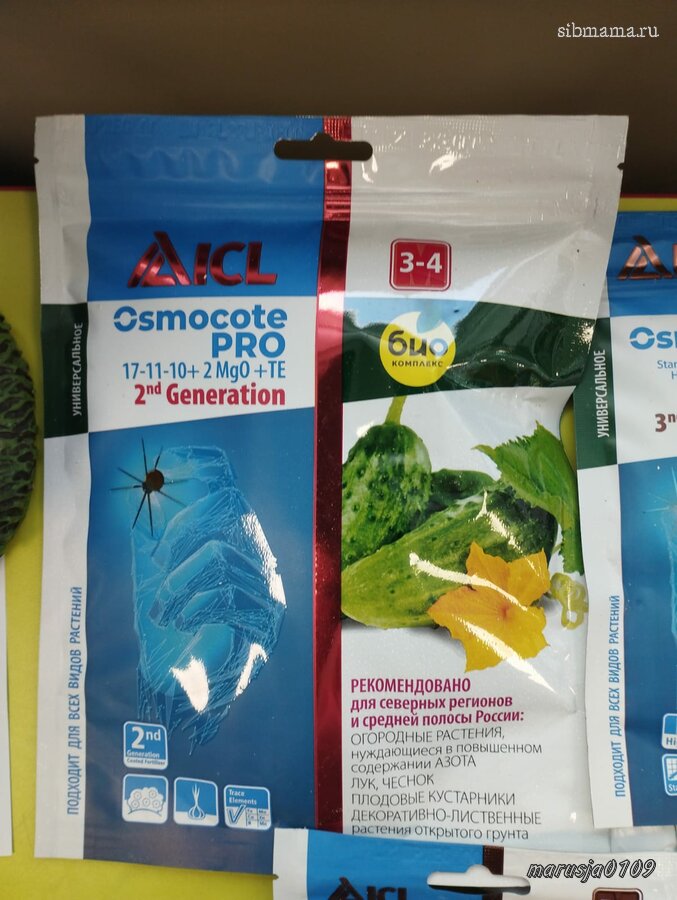 sibmama.ru
ICL
3-4
Osmocote
PRO
17-11-10+ 2 MgO +TE
2nd Generation
УНИВЕРСАЛЬНОЕ
био
КОМПЛЕКС
ПОДХОДИТ ДЛЯ ВСЕХ ВИДОВ РАСТЕНИЙ
РЕКОМЕНДОВАНО
для северных регионов
и средней полосы России:
ОГОРОДНЫЕ РАСТЕНИЯ,
нуждающиеся в повышенном
содержании АЗОТА
ЛУК, ЧЕСНОК
ПЛОДОВЫЕ КУСТАРНИКИ
ДЕКОРАТИВНО-ЛИСТВЕННЫЕ
растения открытого грунта
2nd
Generation
Coated Fertilizer
Trace
Elements
УНИВЕРСАЛЬНОЕ
ПОДХОДИТ ДЛЯ ВСЕХ ВИДОВ РАСТЕНИЙ
ICL
marusja0109